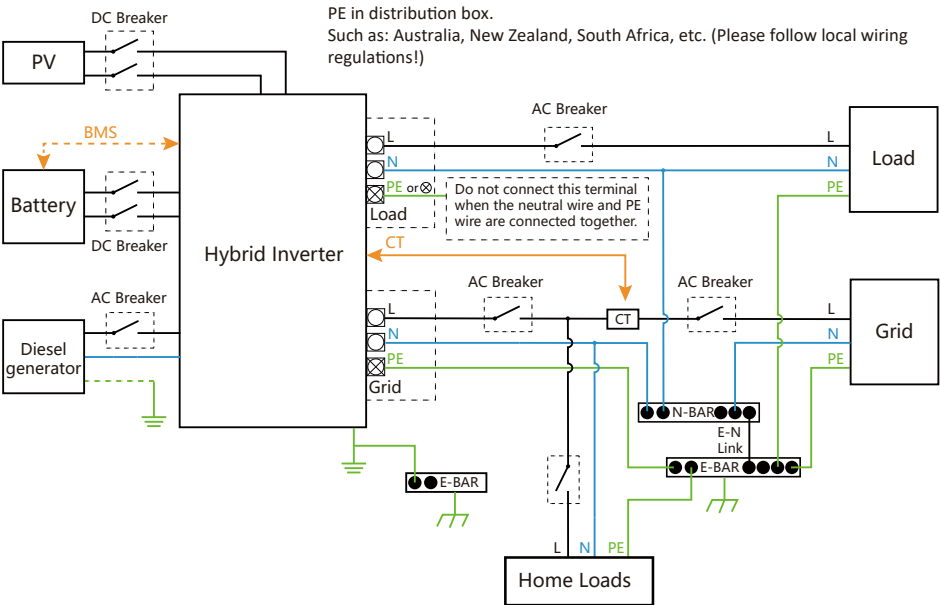 PE in distribution box.
Such as: Australia, New Zealand, South Africa, etc. (Please follow local wiring
regulations!)
DC Breaker
PV
AC Breaker
BMS
L
L
N
N
Load
PE or
PE
Do not connect this terminal
when the neutral wire and PE
wire are connected together.
Battery
Load
DC Breaker
Hybrid Inverter
CT
AC Breaker
AC Breaker
AC Breaker
L
CT
L
N
N
Grid
Diesel
generator
PE
PE
Grid
N-BAR
E-N
Link
E-BAR
E-BAR
L
N
PE
Home Loads